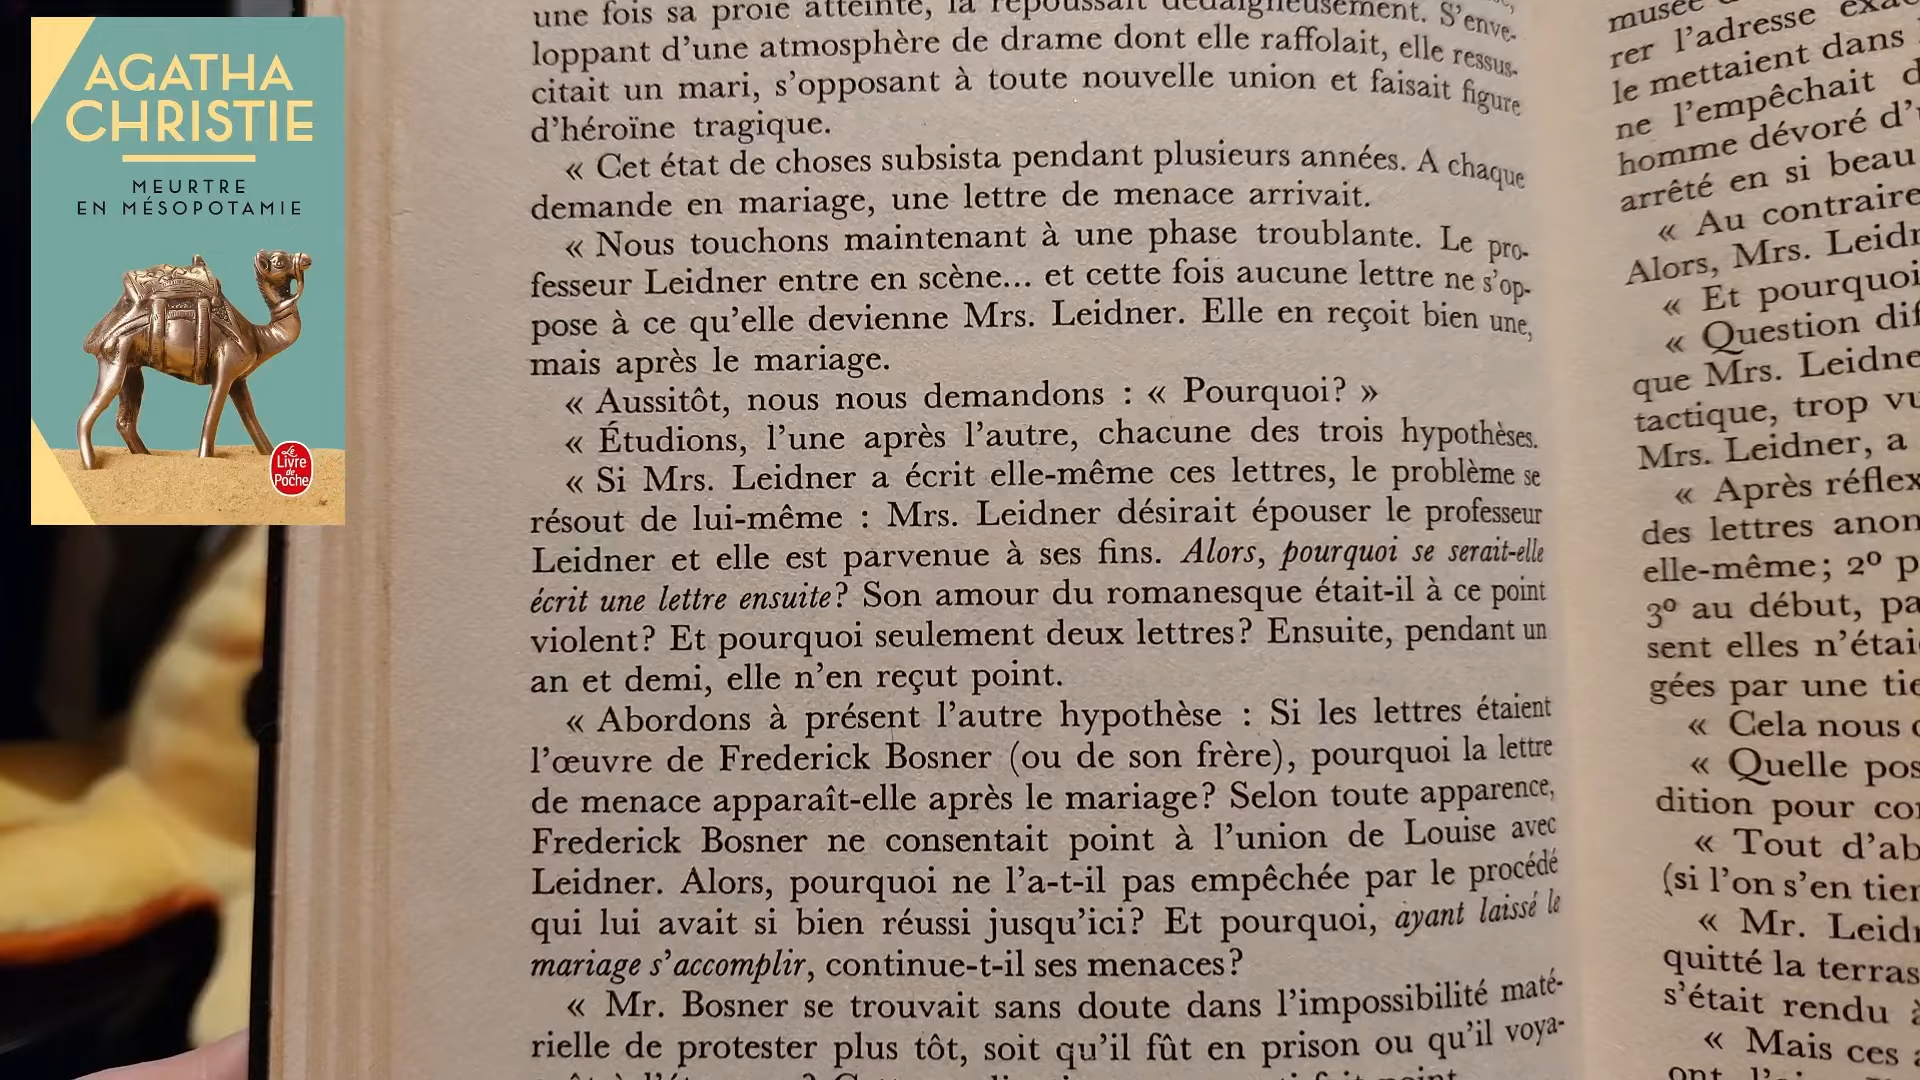 AGATHA
CHRISTIE
MEURTRE
EN MÉSOPOTAMIE
Le
Livre
de
Poche
une fois sa proie atteinte, la repoussait dédaigneusement. S'enve-
loppant d'une atmosphère de drame dont elle raffolait, elle ressus-
citait un mari, s'opposant à toute nouvelle union et faisait figure
d'héroïne tragique.
« Cet état de choses subsista pendant plusieurs années. A chaque
demande en mariage, une lettre de menace arrivait.
« Nous touchons maintenant à une phase troublante. Le pro-
fesseur Leidner entre en scène... et cette fois aucune lettre ne s'op-
pose à ce qu'elle devienne Mrs. Leidner. Elle en reçoit bien une,
mais après le mariage.
« Aussitôt, nous nous demandons : « Pourquoi? »
« Étudions, l'une après l'autre, chacune des trois hypothèses.
« Si Mrs. Leidner a écrit elle-même ces lettres, le problème se
résout de lui-même : Mrs. Leidner désirait épouser le professeur
Leidner et elle est parvenue à ses fins. Alors, pourquoi se serait-elle
écrit une lettre ensuite? Son amour du romanesque était-il à ce point
violent? Et pourquoi seulement deux lettres? Ensuite, pendant un
an et demi, elle n'en reçut point.
« Abordons à présent l'autre hypothèse : Si les lettres étaient
l'œuvre de Frederick Bosner (ou de son frère), pourquoi la lettre
de menace apparaît-elle après le mariage? Selon toute apparence,
Frederick Bosner ne consentait point à l'union de Louise avec
Leidner. Alors, pourquoi ne l'a-t-il pas empêchée par le procédé
qui lui avait si bien réussi jusqu'ici? Et pourquoi, ayant laissé le
mariage s'accomplir, continue-t-il ses menaces?
« Mr. Bosner se trouvait sans doute dans l'impossibilité maté-
rielle de protester plus tôt, soit qu'il fût en prison ou qu'il voya-
musée
rer l'adresse
le mettaient dans
ne l'empêchait
homme dévoré
arrêté en si beau
« Au contraire
Alors, Mrs.
« Et pourquoi
« Question
que Mrs.
tactique, trop
Mrs. Leidner, a
« Après
des lettres
elle-même; 2º
3º au début,
sent elles
gées par une
« Cela nous
« Quelle
dition pour
« Tout
(si l'on s'en
« Mr.
quitté la
s'était rendu
« Mais ces
ont